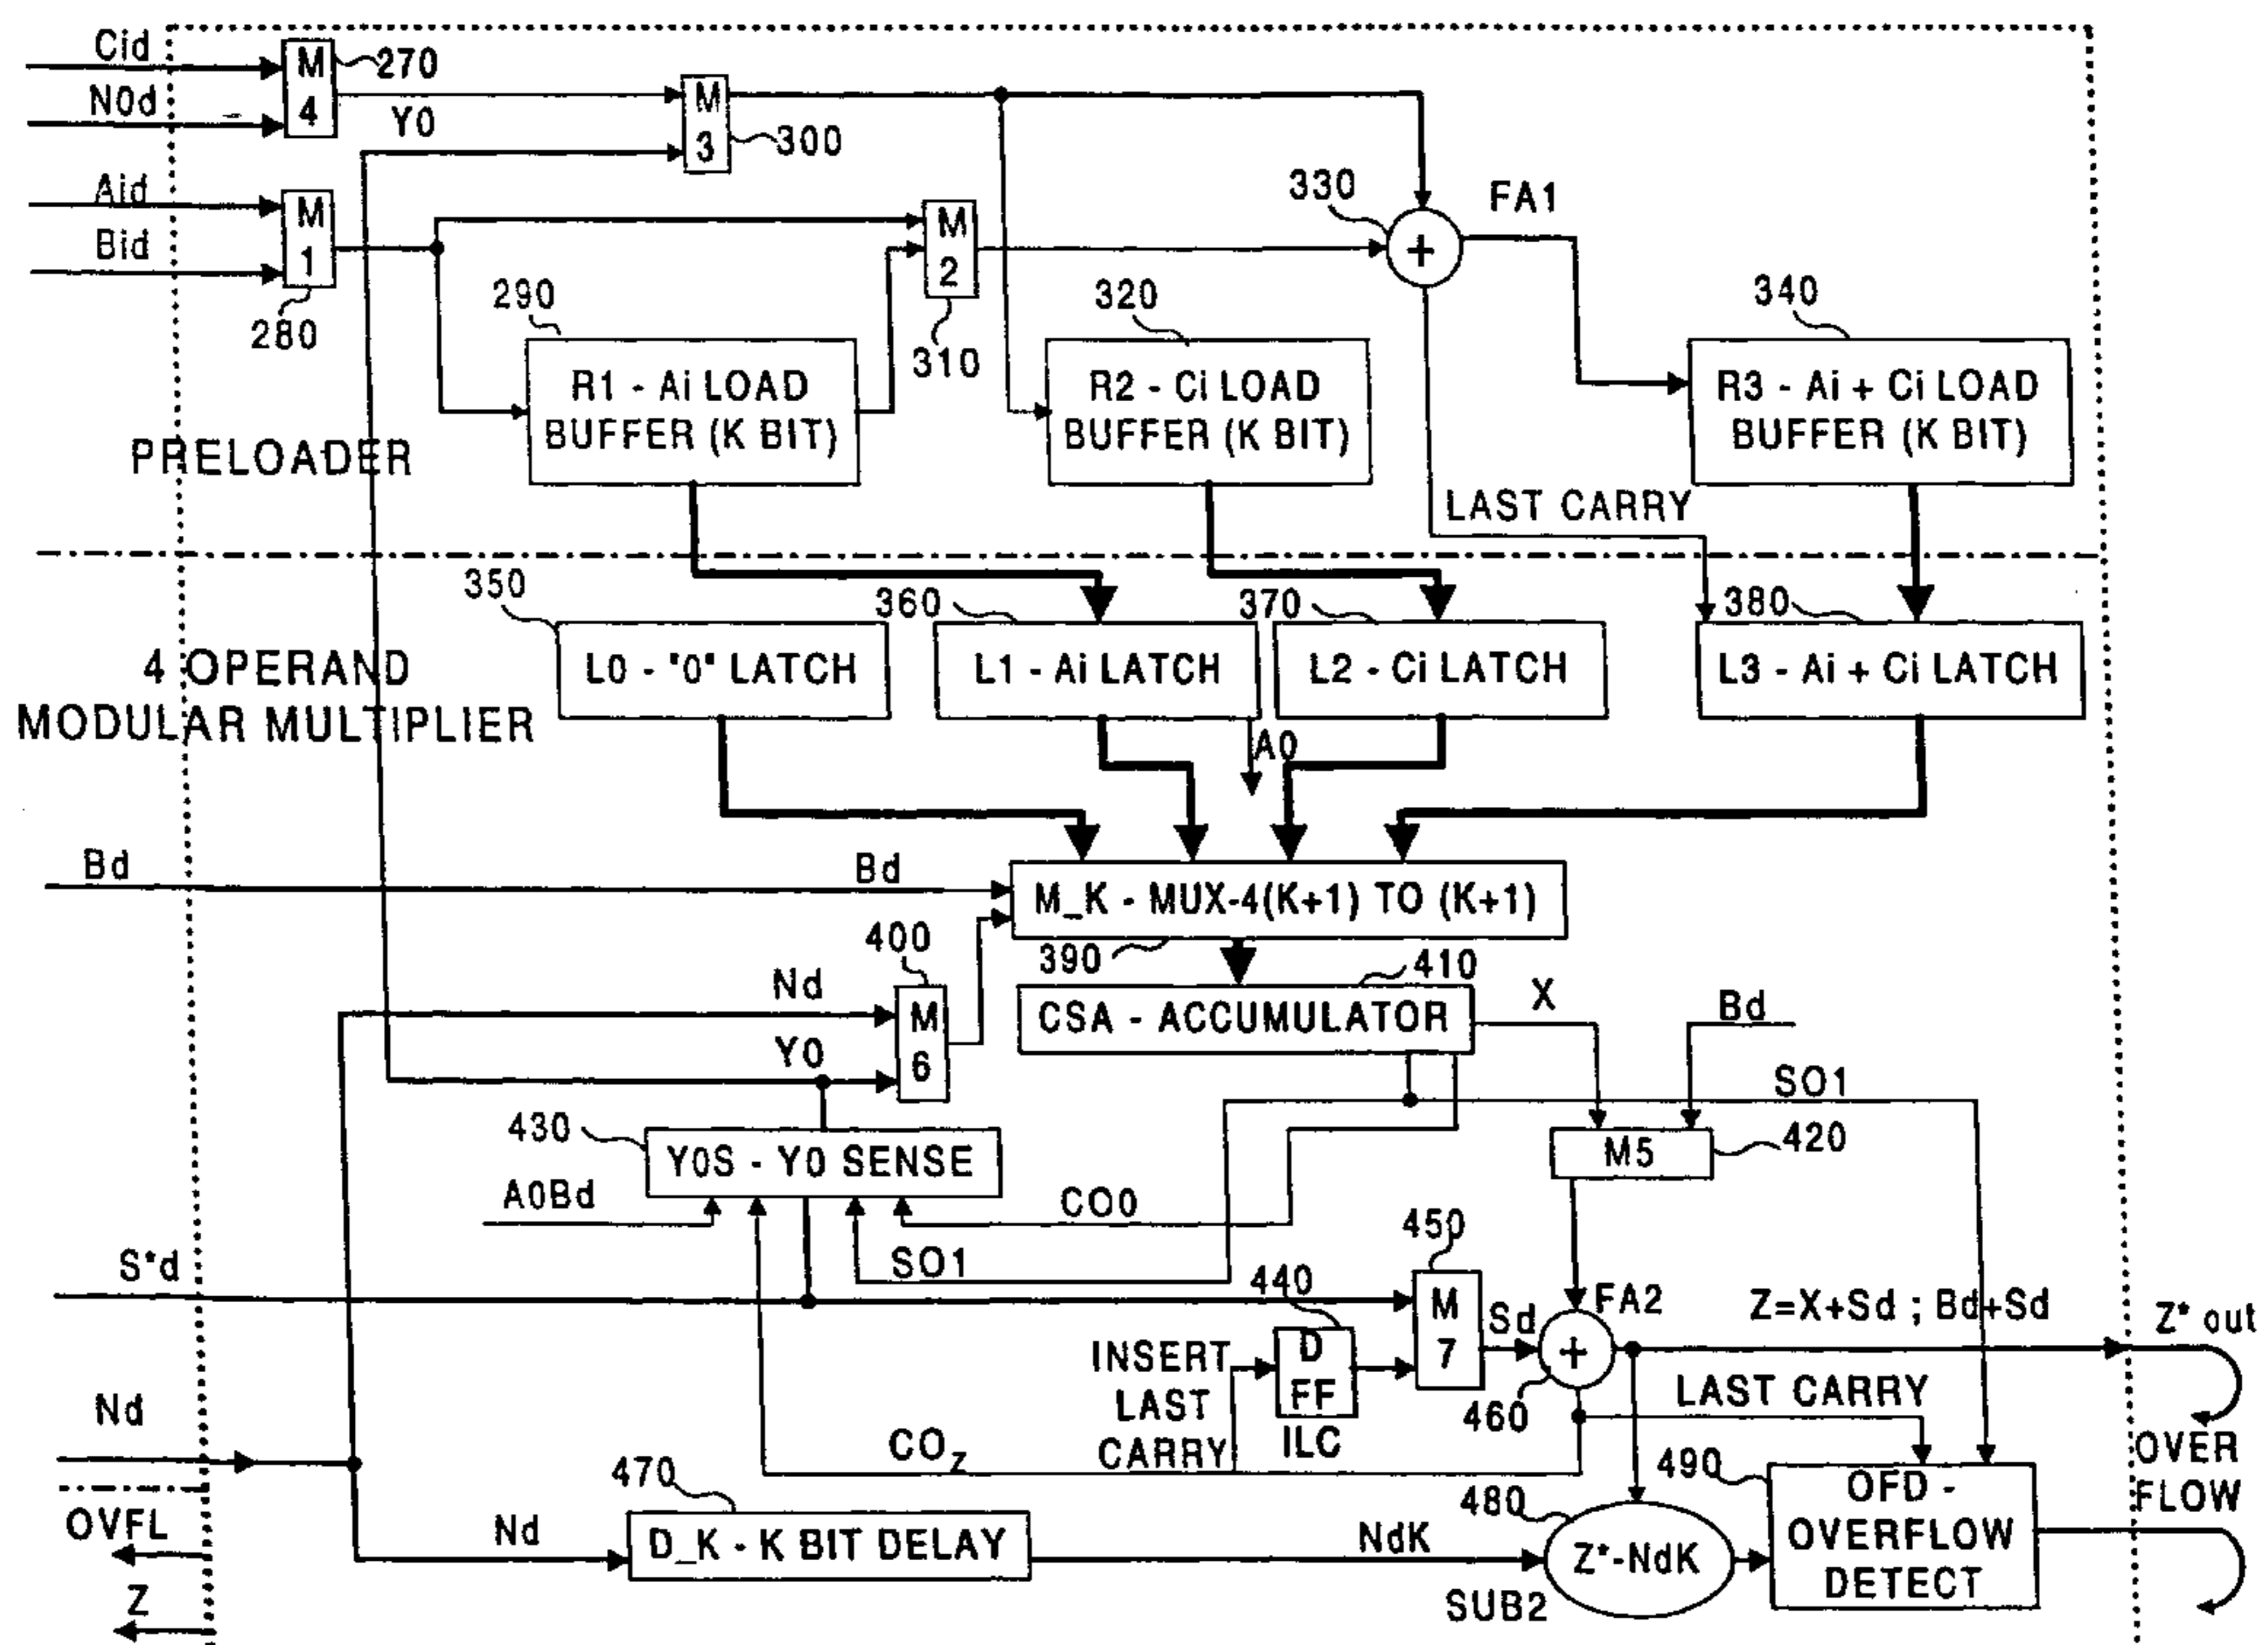 Cid
M
4
270
N0d
Y0
M
3
300
Aid
M
1
280
Bid
M
2
310
330
+
FA1
290
R1 - Ai LOAD
BUFFER (K BIT)
320
R2 - Ci LOAD
BUFFER (K BIT)
340
R3 - Ai + Ci LOAD
BUFFER (K BIT)
PRELOADER
LAST CARRY
350
L0 - "0" LATCH
360
L1 - Ai LATCH
370
L2 - Ci LATCH
380
L3 - Ai + Ci LATCH
4 OPERAND
MODULAR MULTIPLIER
A0
Bd
Bd
M_K - MUX-4(K+1) TO (K+1)
390
400
M
6
Nd
Y0
410
CSA - ACCUMULATOR
X
Bd
SO1
430
Y0S - Y0 SENSE
M5
420
A0Bd
CO0
SO1
S*d
440
450
M
7
Sd
FA2
+
460
Z=X+Sd ; Bd+Sd
Z* out
INSERT
LAST
CARRY
D
FF
ILC
LAST CARRY
Nd
COz
OVER
FLOW
OVFL
Z
470
Nd
D_K - K BIT DELAY
NdK
480
Z*-NdK
SUB2
490
OFD -
OVERFLOW
DETECT